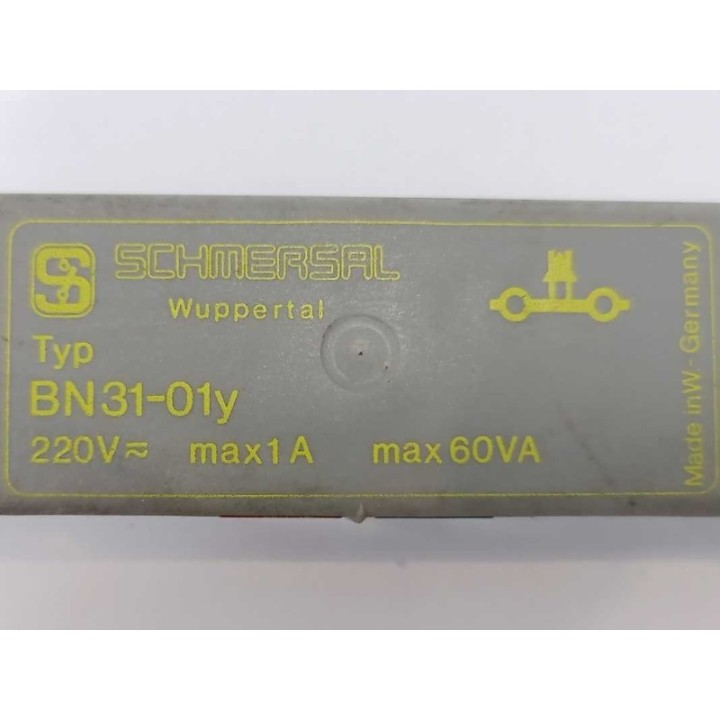 S SCHMERSAL
Wuppertal
Typ
BN31-01y
220V≂ max1A max60VA
Made in W.-Germany